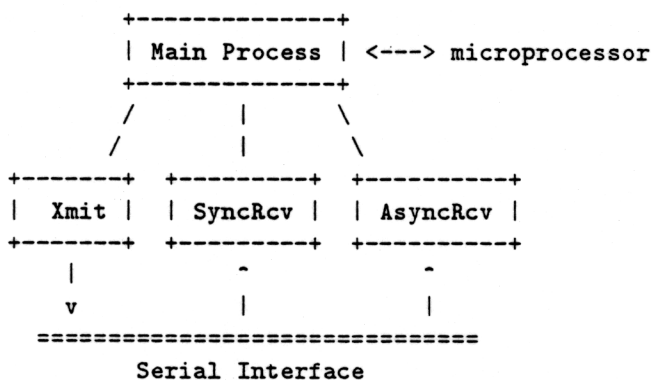 Main Process <---> microprocessor
Xmit SyncRcv AsyncRcv
Serial Interface